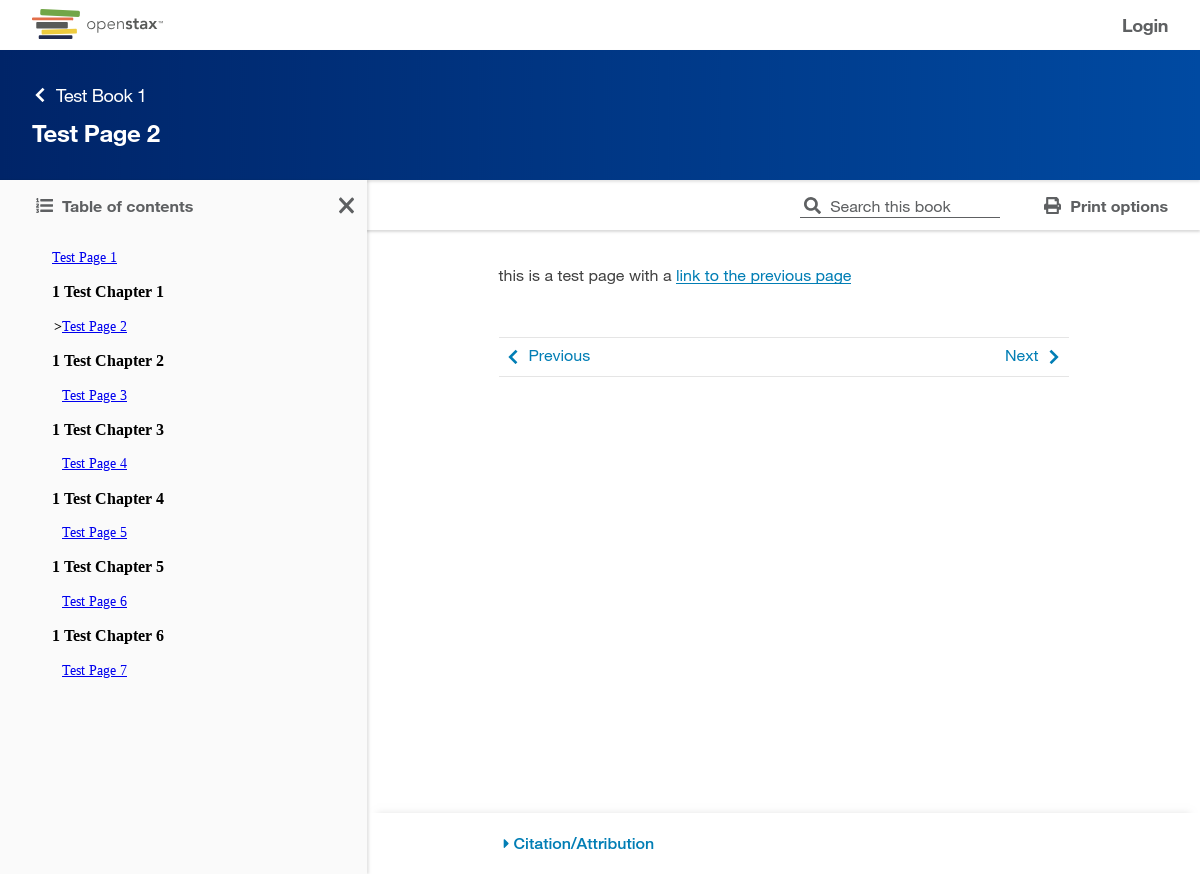 openstax™
Login
Test Book 1
Test Page 2
Table of contents
Search this book
Print options
Test Page 1
1 Test Chapter 1
>Test Page 2
1 Test Chapter 2
Test Page 3
1 Test Chapter 3
Test Page 4
1 Test Chapter 4
Test Page 5
1 Test Chapter 5
Test Page 6
1 Test Chapter 6
Test Page 7
this is a test page with a link to the previous page
Previous
Next
Citation/Attribution